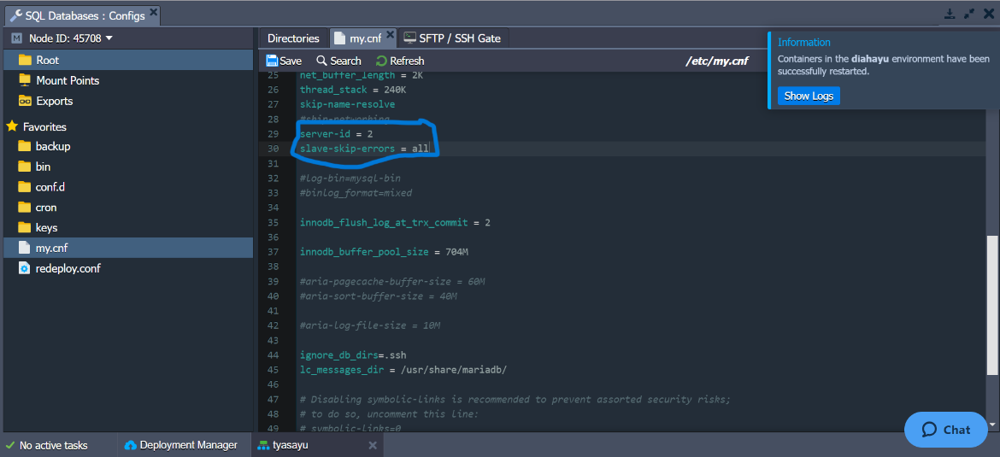 SQL Databases : Configs
Node ID: 45708
Root
Mount Points
Exports
Favorites
backup
bin
conf.d
cron
keys
my.cnf
redeploy.conf
Directories
my.cnf
SFTP / SSH Gate
Save
Search
Refresh
/etc/my.cnf
25 net_buffer_length = 2K
26 thread_stack = 240K
27 skip-name-resolve
28 #skip-networking
29 server-id = 2
30 slave-skip-errors = all
31
32 #log-bin=mysql-bin
33 #binlog_format=mixed
34
35 innodb_flush_log_at_trx_commit = 2
36
37 innodb_buffer_pool_size = 704M
38
39 #aria-pagecache-buffer-size = 60M
40 #aria-sort-buffer-size = 40M
41
42 #aria-log-file-size = 10M
43
44 ignore_db_dirs=.ssh
45 lc_messages_dir = /usr/share/mariadb/
46
47 # Disabling symbolic-links is recommended to prevent assorted security risks;
48 # to do so, uncomment this line:
49 # symbolic-links=0
Information
Containers in the diahayu environment have been
successfully restarted.
Show Logs
Chat
No active tasks
Deployment Manager
tyasayu